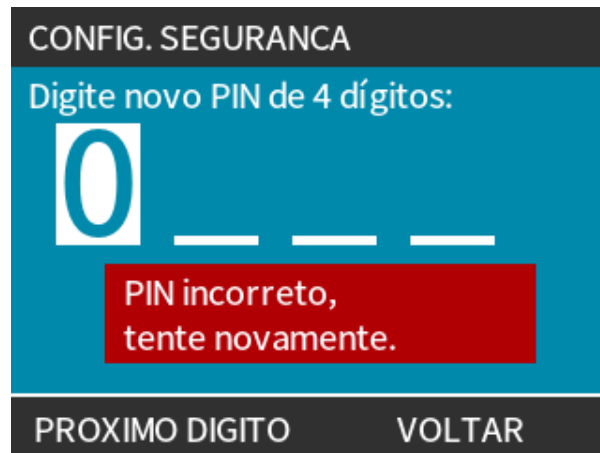 CONFIG. SEGURANCA
Digite novo PIN de 4 dígitos:
0 _ _ _
PIN incorreto,
tente novamente.
PROXIMO DIGITO VOLTAR